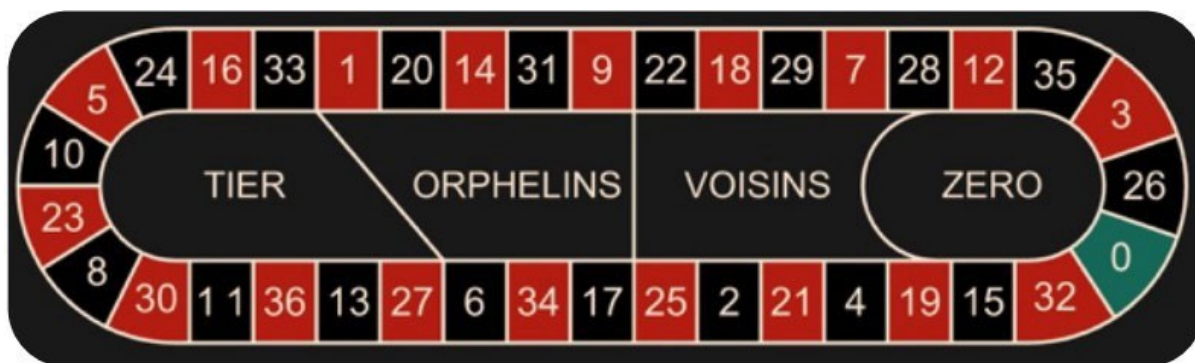 24 16 33 1 20 14 31 9 22 18 29 7 28 12 35
5 3
10 TIER ORPHELINS VOISINS ZERO 26
23 0
8 32
30 11 36 13 27 6 34 17 25 2 21 4 19 15